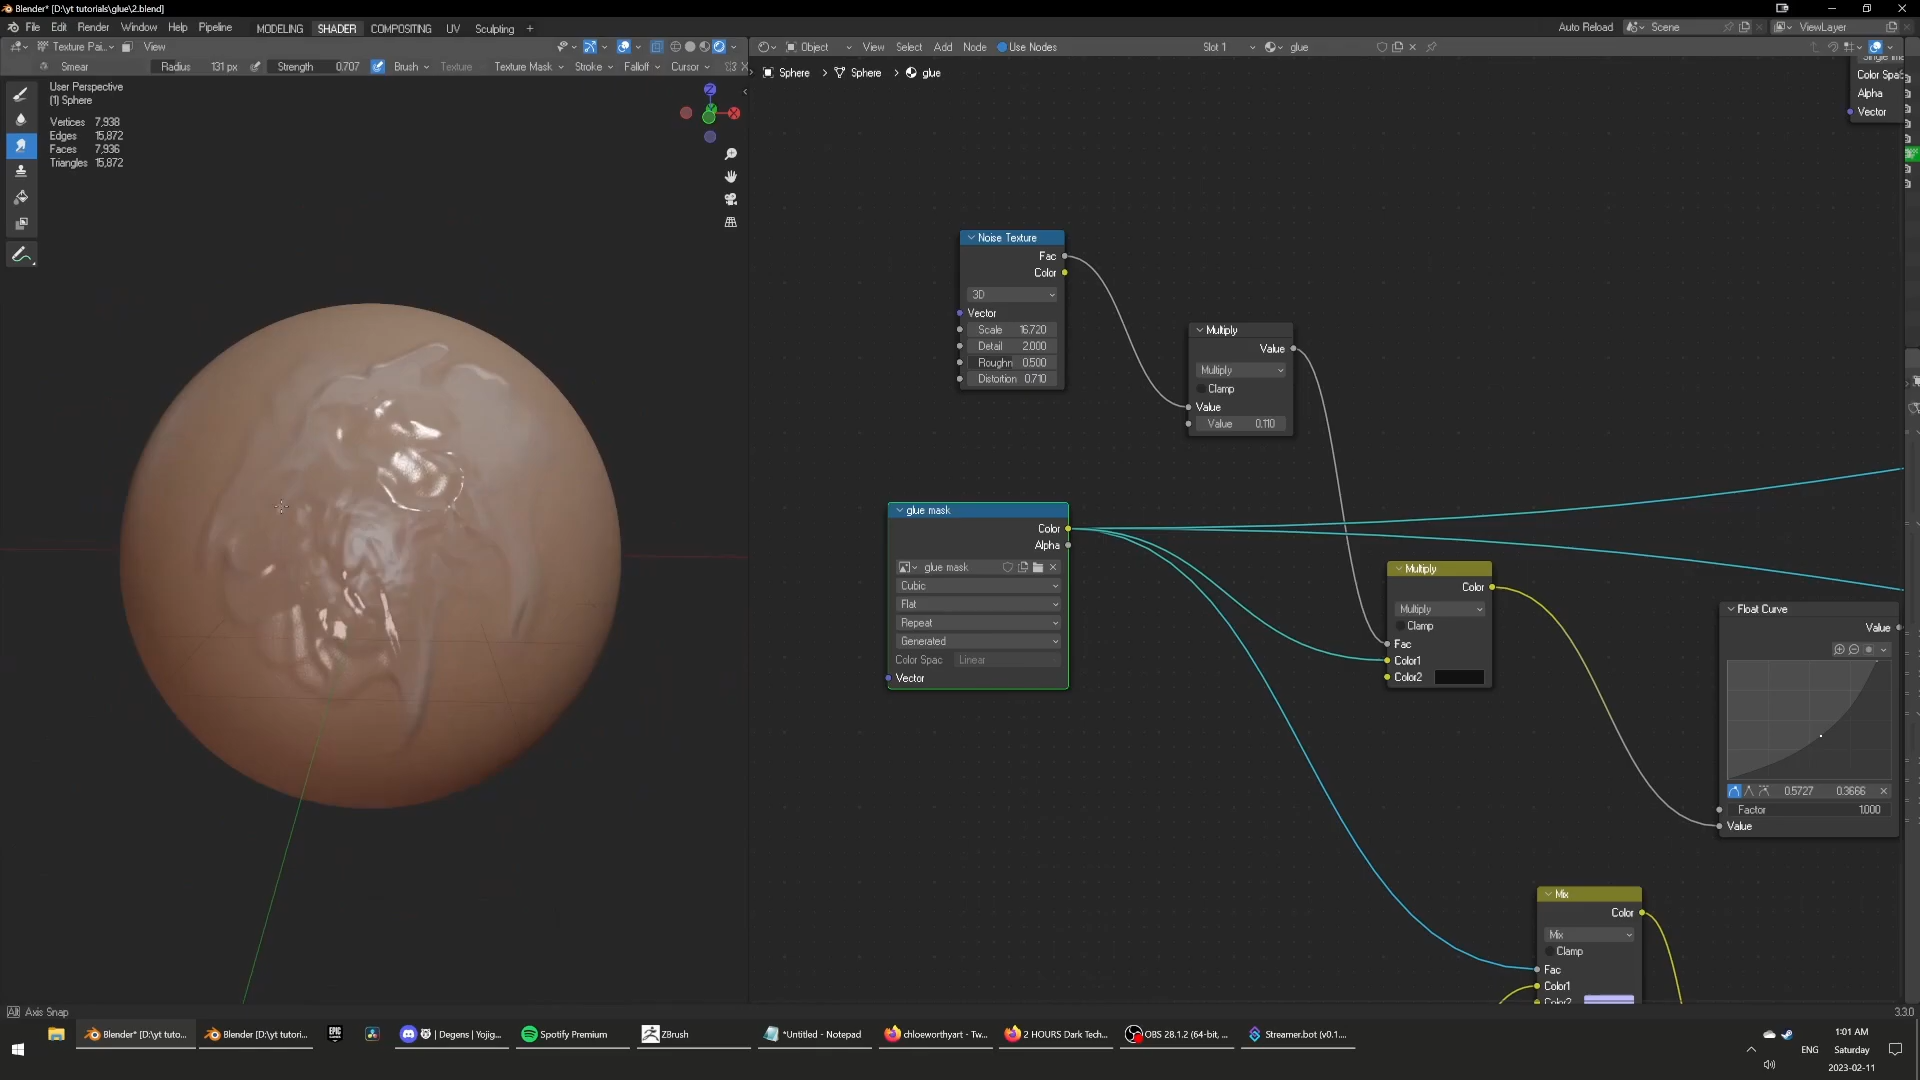 Blender* [D:\yt tutorials\glue\2.blend]
File Edit Render Window Help Pipeline MODELING SHADER COMPOSITING UV Sculpting + Auto Reload Scene ViewLayer
Texture Pai... View Object View Select Add Node Use Nodes Slot 1 glue
Smear Radius 131 px Strength 0.707 Brush Texture Texture Mask Stroke Falloff Cursor
Sphere > Sphere > glue
User Perspective
(1) Sphere
Vertices 7,938
Edges 15,872
Faces 7,936
Triangles 15,872
Z
Y
X
Color Spac
Alpha
Vector
Noise Texture
Fac
Color
3D
Vector
Scale 16.720
Detail 2.000
Roughn 0.500
Distortion 0.710
Multiply
Value
Multiply
Clamp
Value
Value 0.110
glue mask
Color
Alpha
glue mask
Cubic
Flat
Repeat
Generated
Color Spac Linear
Vector
Multiply
Color
Multiply
Clamp
Fac
Color1
Color2
Float Curve
Value
0.5727 0.3666
Factor 1.000
Value
Mix
Color
Mix
Clamp
Fac
Color1
Color2
Alt Axis Snap
3.3.0
Blender* [D:\yt tuto... Blender [D:\yt tutori... EPIC GAMES | Degens | Yojig... Spotify Premium ZBrush *Untitled - Notepad chloeworthyart - Tw... 2 HOURS Dark Tech... OBS 28.1.2 (64-bit, ... Streamer.bot (v0.1....
1:01 AM
ENG Saturday
2023-02-11